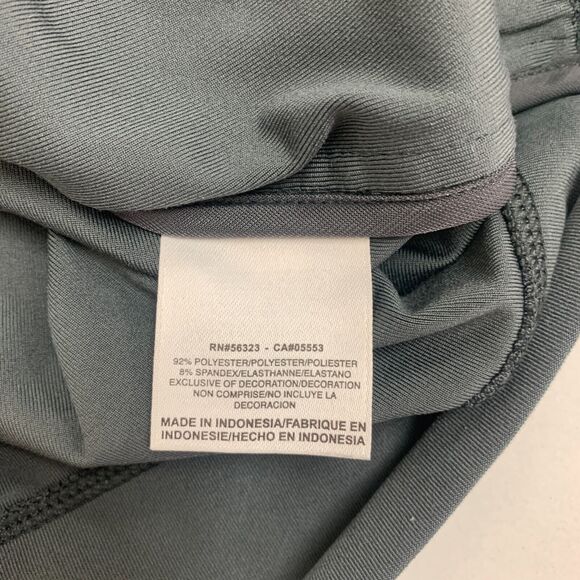 RN#56323 - CA#05553
92% POLYESTER/POLYESTER/POLIESTER
8% SPANDEX/ELASTHANNE/ELASTANO
EXCLUSIVE OF DECORATION/DECORATION
NON COMPRISE/NO INCLUYE LA
DECORACION
MADE IN INDONESIA/FABRIQUE EN
INDONESIE/HECHO EN INDONESIA